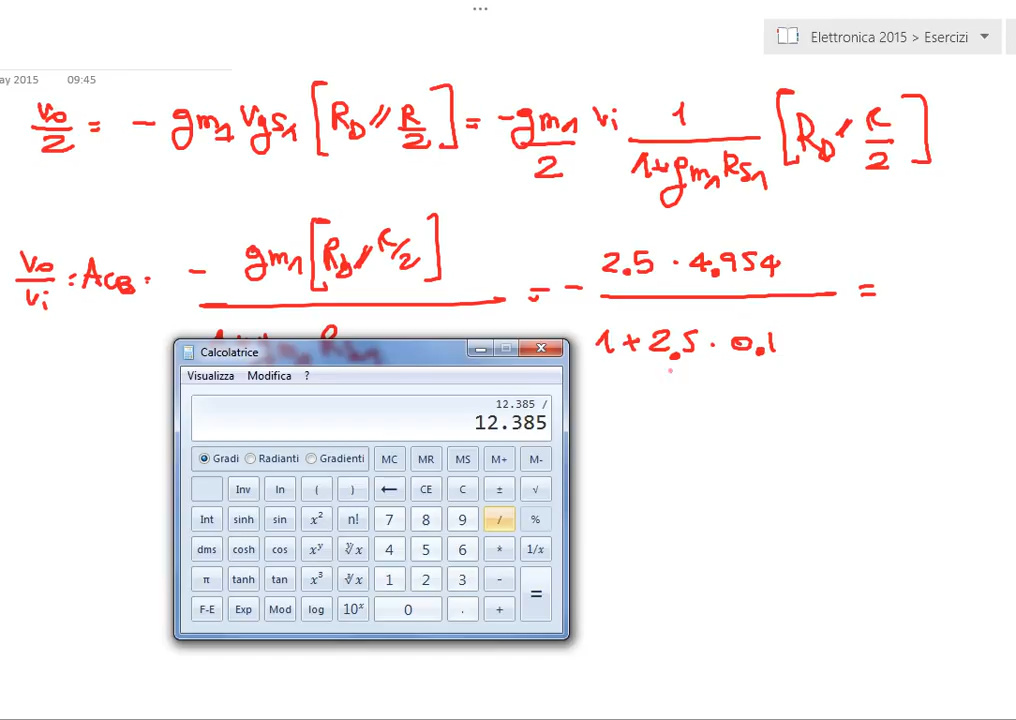 ...
Elettronica 2015 > Esercizi
ay 2015 09:45
vo/2 = - gm1 vgs1 [RD // R/2] = - gm1/2 vi 1/(1+gm1 RS1) [RD // R/2]
vo/vi = ACB = - gm1 [RD // R/2] = - 2.5 · 4.954 =
1 + gm1 RS1 1 + 2.5 · 0.1
Calcolatrice
Visualizza Modifica ?
12.385 /
12.385
Gradi Radianti Gradienti MC MR MS M+ M-
Inv ln ( ) ← CE C ± √
Int sinh sin x² n! 7 8 9 / %
dms cosh cos xʸ ʸ√x 4 5 6 * 1/x
π tanh tan x³ ³√x 1 2 3 - =
F-E Exp Mod log 10ˣ 0 . +